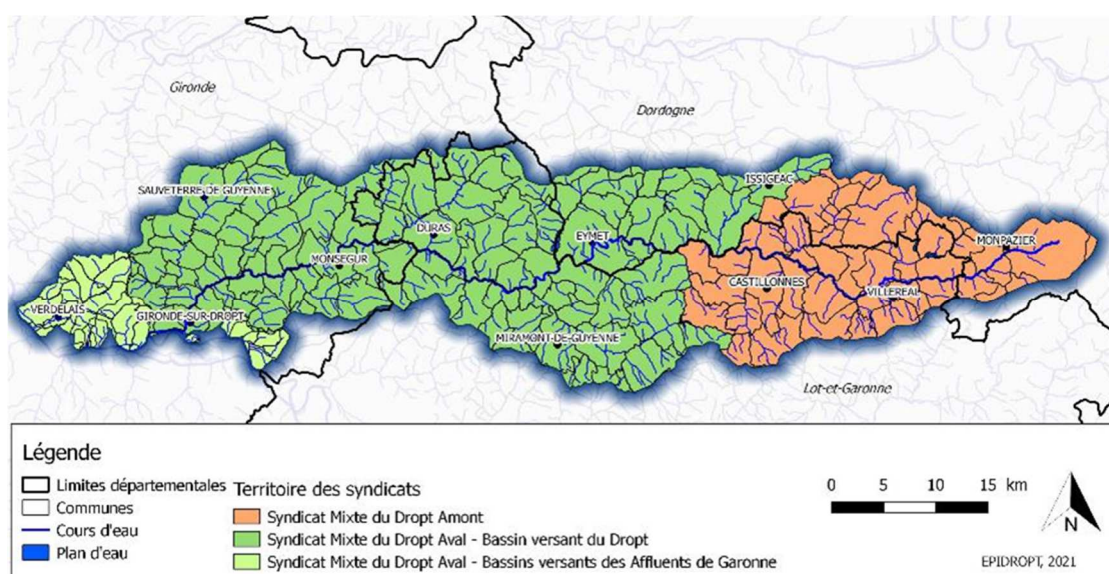 Gironde
Dordogne
ISSIGEAC
SAUVETERRE-DE-GUYENNE
DURAS
EYMET
MONPAZIER
MONSEGUR
CASTILLONNES
VILLEREAL
VERDELAIS
GIRONDE-SUR-DROPT
MIRAMONT-DE-GUYENNE
Lot-et-Garonne
Légende
Limites départementales
Communes
Cours d'eau
Plan d'eau
Territoire des syndicats
Syndicat Mixte du Dropt Amont
Syndicat Mixte du Dropt Aval - Bassin versant du Dropt
Syndicat Mixte du Dropt Aval - Bassins versants des Affluents de Garonne
0 5 10 15 km
N
EPIDROPT, 2021